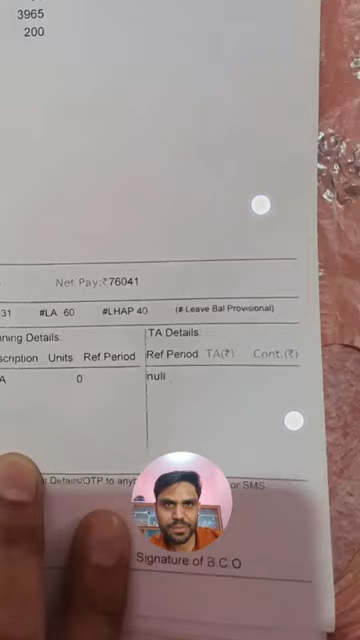 3965
200
Net Pay:₹76041
31 #LA 60 #LHAP 40 (# Leave Bal Provisional)
ning Details: TA Details:
scription Units Ref.Period Ref Period TA(₹) Cont.(₹)
A 0 null
Details/OTP to any or SMS
Signature of B.C.O